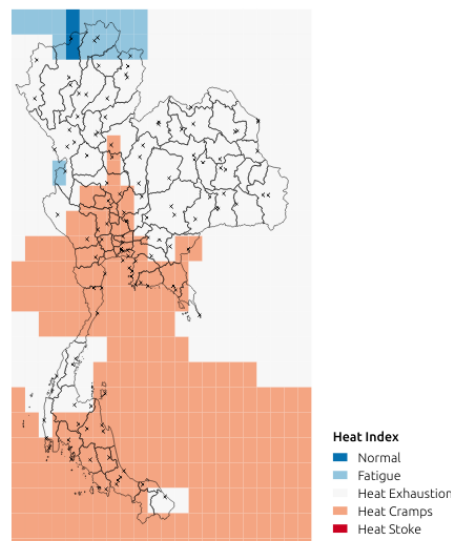 Heat Index
Normal
Fatigue
Heat Exhaustion
Heat Cramps
Heat Stoke